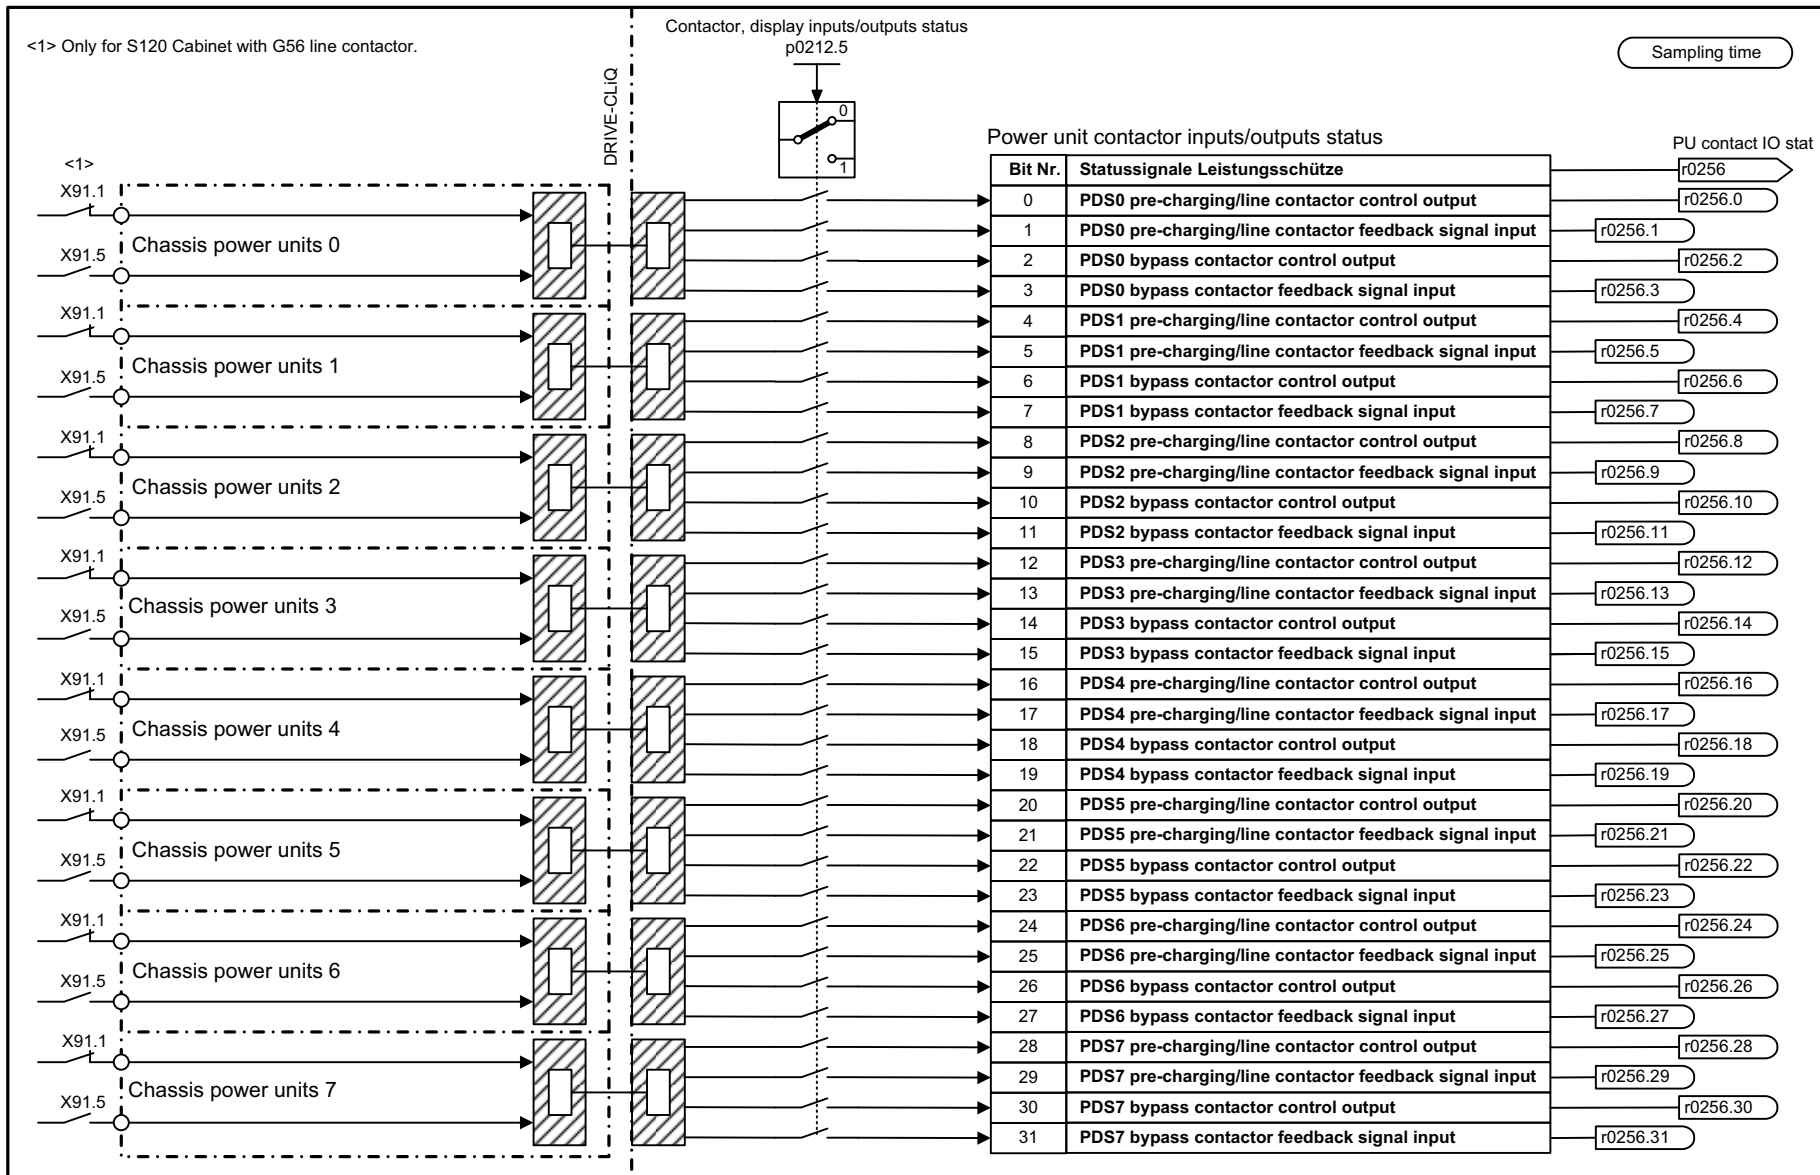 Contactor, display inputs/outputs status
<1> Only for S120 Cabinet with G56 line contactor.
p0212.5
Sampling time
DRIVE-CLiQ
0
1
Power unit contactor inputs/outputs status
PU contact IO stat
<1>
Bit Nr. Statussignale Leistungsschütze r0256
X91.1
Chassis power units 0
X91.5
0 PDS0 pre-charging/line contactor control output r0256.0
1 PDS0 pre-charging/line contactor feedback signal input r0256.1
2 PDS0 bypass contactor control output r0256.2
3 PDS0 bypass contactor feedback signal input r0256.3
X91.1
Chassis power units 1
X91.5
4 PDS1 pre-charging/line contactor control output r0256.4
5 PDS1 pre-charging/line contactor feedback signal input r0256.5
6 PDS1 bypass contactor control output r0256.6
7 PDS1 bypass contactor feedback signal input r0256.7
X91.1
Chassis power units 2
X91.5
8 PDS2 pre-charging/line contactor control output r0256.8
9 PDS2 pre-charging/line contactor feedback signal input r0256.9
10 PDS2 bypass contactor control output r0256.10
11 PDS2 bypass contactor feedback signal input r0256.11
X91.1
Chassis power units 3
X91.5
12 PDS3 pre-charging/line contactor control output r0256.12
13 PDS3 pre-charging/line contactor feedback signal input r0256.13
14 PDS3 bypass contactor control output r0256.14
15 PDS3 bypass contactor feedback signal input r0256.15
X91.1
Chassis power units 4
X91.5
16 PDS4 pre-charging/line contactor control output r0256.16
17 PDS4 pre-charging/line contactor feedback signal input r0256.17
18 PDS4 bypass contactor control output r0256.18
19 PDS4 bypass contactor feedback signal input r0256.19
X91.1
Chassis power units 5
X91.5
20 PDS5 pre-charging/line contactor control output r0256.20
21 PDS5 pre-charging/line contactor feedback signal input r0256.21
22 PDS5 bypass contactor control output r0256.22
23 PDS5 bypass contactor feedback signal input r0256.23
X91.1
Chassis power units 6
X91.5
24 PDS6 pre-charging/line contactor control output r0256.24
25 PDS6 pre-charging/line contactor feedback signal input r0256.25
26 PDS6 bypass contactor control output r0256.26
27 PDS6 bypass contactor feedback signal input r0256.27
X91.1
Chassis power units 7
X91.5
28 PDS7 pre-charging/line contactor control output r0256.28
29 PDS7 pre-charging/line contactor feedback signal input r0256.29
30 PDS7 bypass contactor control output r0256.30
31 PDS7 bypass contactor feedback signal input r0256.31